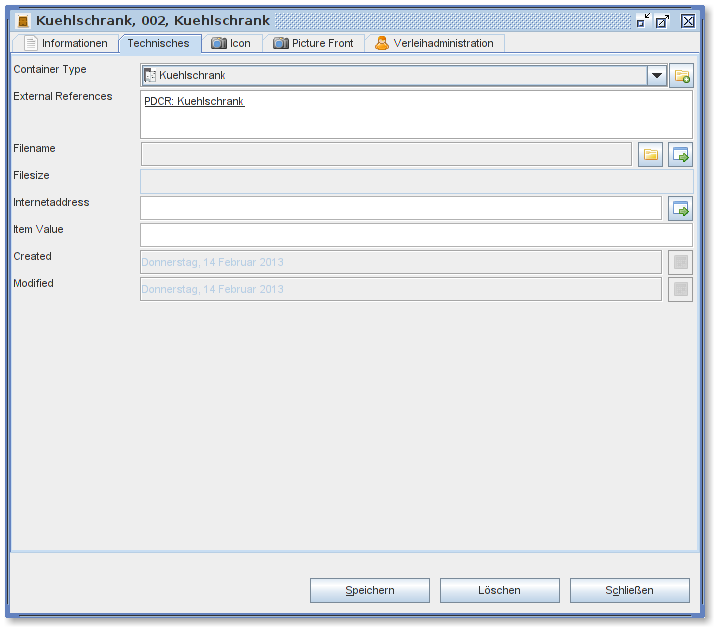 Kuehlschrank, 002, Kuehlschrank
Informationen Technisches Icon Picture Front Verleihadministration
Container Type Kuehlschrank
External References PDCR: Kuehlschrank
Filename
Filesize
Internetaddress
Item Value
Created Donnerstag, 14 Februar 2013
Modified Donnerstag, 14 Februar 2013
Speichern Löschen Schließen